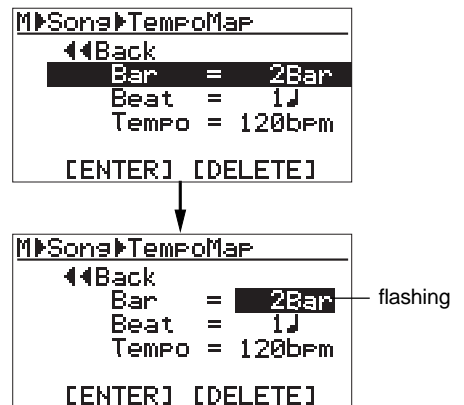 M▶Song▶TempoMap
◀◀Back
Bar = 2Bar
Beat = 1♩
Tempo = 120bpm
[ENTER] [DELETE]
M▶Song▶TempoMap
◀◀Back
Bar = 2Bar
flashing
Beat = 1♩
Tempo = 120bpm
[ENTER] [DELETE]